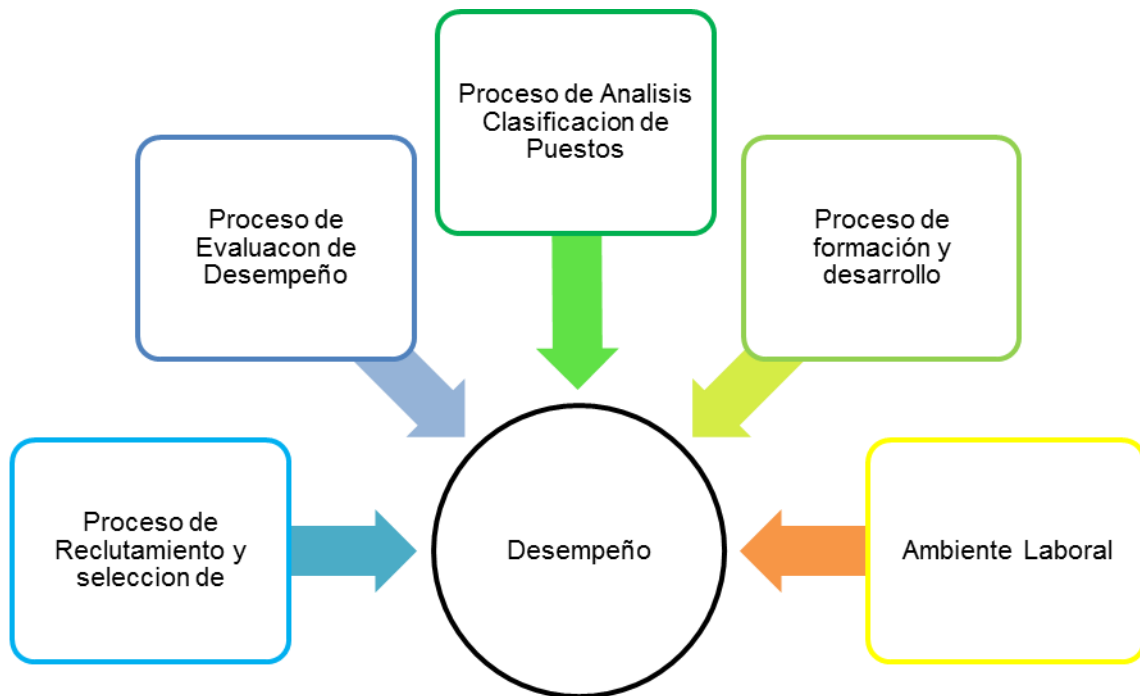 Proceso de Analisis
Clasificacion de
Puestos
Proceso de
Evaluacon de
Desempeño
Proceso de
formación y
desarrollo
Proceso de
Reclutamiento y
seleccion de
Desempeño
Ambiente Laboral